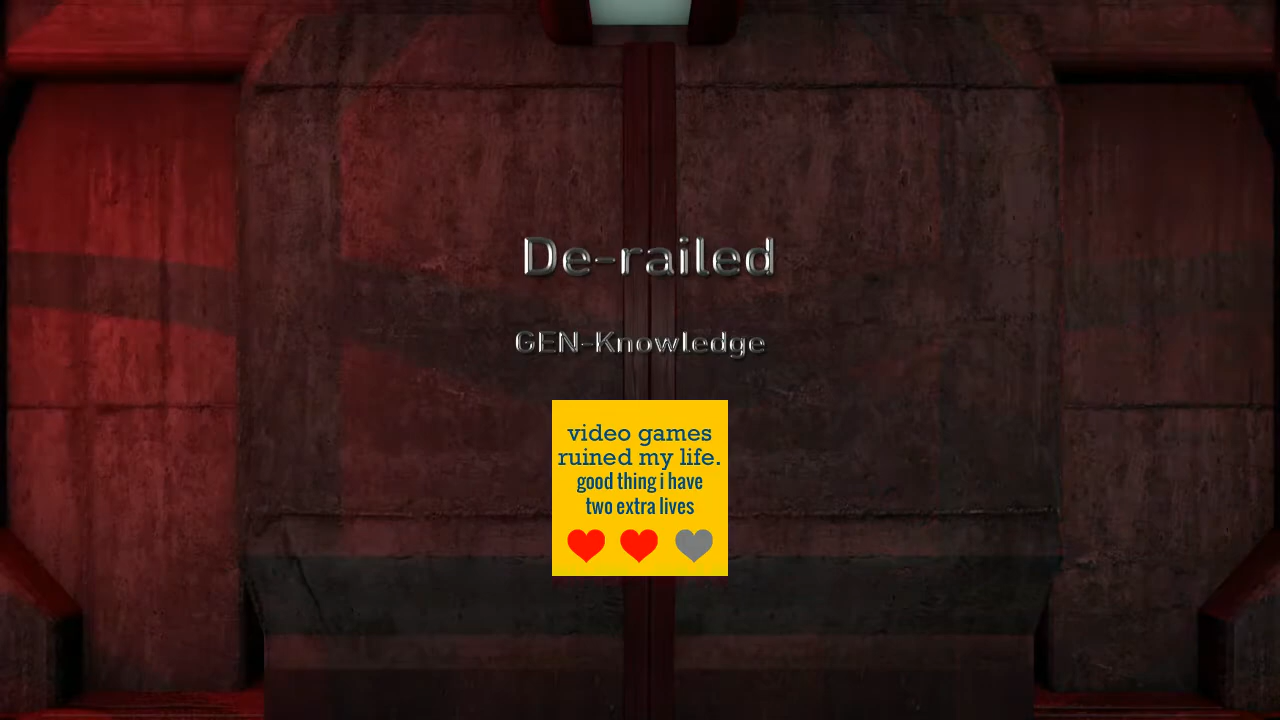 De-railed
GEN-Knowledge
video games
ruined my life.
good thing i have
two extra lives